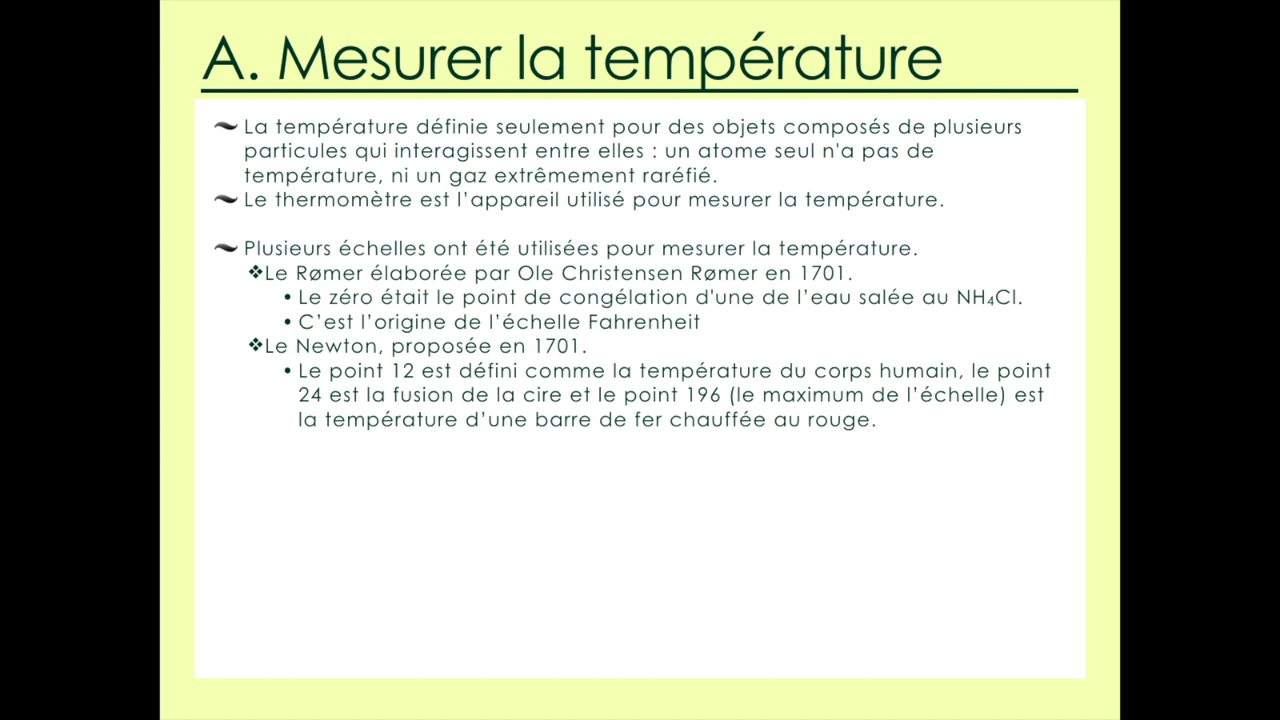 A. Mesurer la température
La température définie seulement pour des objets composés de plusieurs
particules qui interagissent entre elles : un atome seul n'a pas de
température, ni un gaz extrêmement raréfié.
Le thermomètre est l’appareil utilisé pour mesurer la température.
Plusieurs échelles ont été utilisées pour mesurer la température.
❖Le Rømer élaborée par Ole Christensen Rømer en 1701.
• Le zéro était le point de congélation d'une de l’eau salée au NH₄Cl.
• C’est l’origine de l’échelle Fahrenheit
❖Le Newton, proposée en 1701.
• Le point 12 est défini comme la température du corps humain, le point
24 est la fusion de la cire et le point 196 (le maximum de l’échelle) est
la température d’une barre de fer chauffée au rouge.